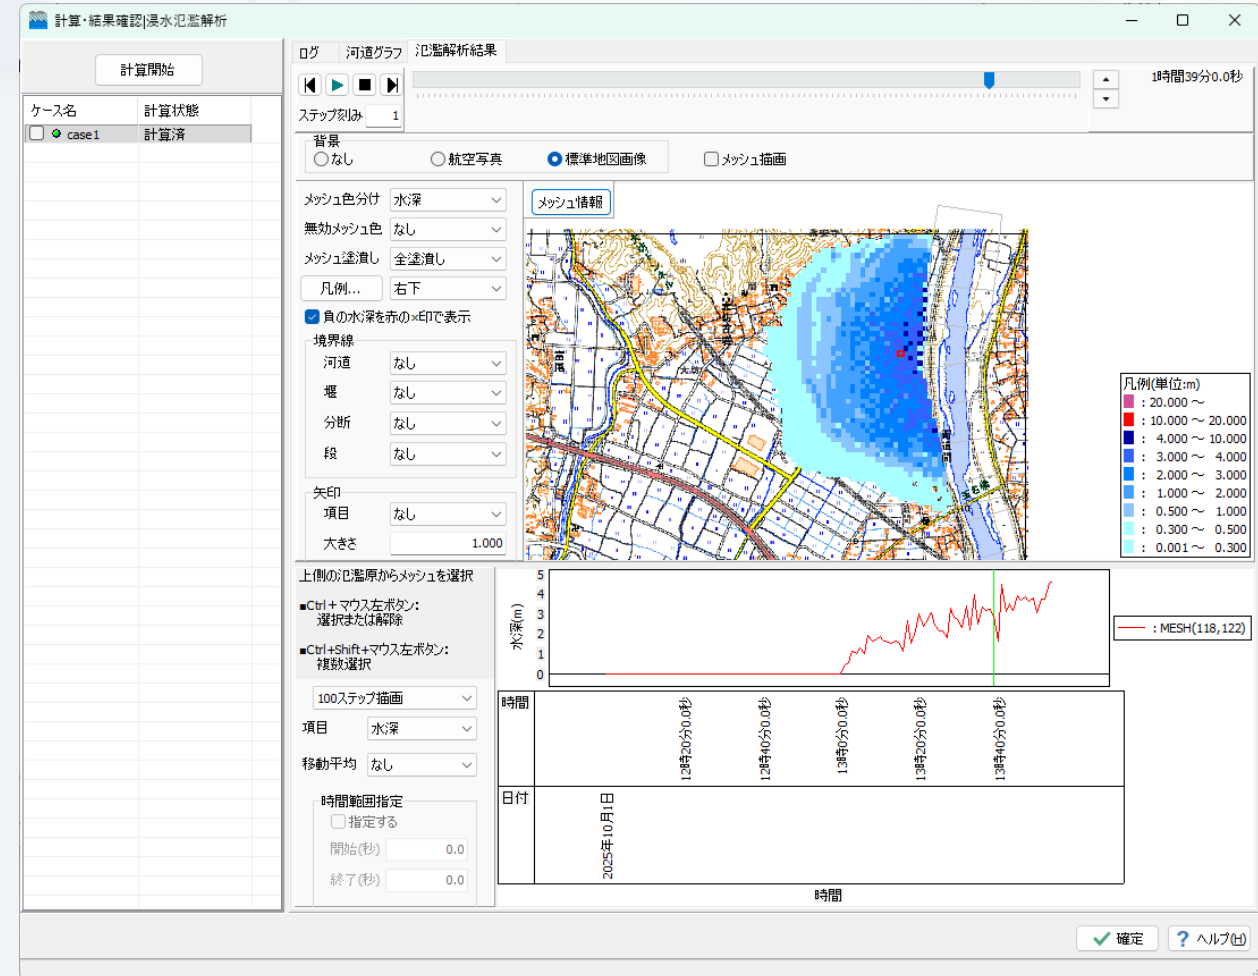 計算・結果確認|浸水氾濫解析
計算開始
ケース名 計算状態
case1 計算済
ログ 河道グラフ 氾濫解析結果
1時間39分0.0秒
ステップ刻み 1
背景
なし 航空写真 標準地図画像 メッシュ描画
メッシュ色分け 水深
無効メッシュ色 なし
メッシュ塗潰し 全塗潰し
凡例... 右下
負の水深を赤の×印で表示
境界線
河道 なし
堰 なし
分断 なし
段 なし
矢印
項目 なし
大きさ 1.000
メッシュ情報
凡例(単位:m)
: 20.000 ～
: 10.000 ～ 20.000
: 4.000 ～ 10.000
: 3.000 ～ 4.000
: 2.000 ～ 3.000
: 1.000 ～ 2.000
: 0.500 ～ 1.000
: 0.300 ～ 0.500
: 0.001 ～ 0.300
上側の氾濫原からメッシュを選択
■Ctrl+マウス左ボタン:
選択または解除
■Ctrl+Shift+マウス左ボタン:
複数選択
100ステップ描画
項目 水深
移動平均 なし
時間範囲指定
指定する
開始(秒) 0.0
終了(秒) 0.0
水深(m)
5
4
3
2
1
0
: MESH(118,122)
時間
12時20分0.0秒
12時40分0.0秒
13時0分0.0秒
13時20分0.0秒
13時40分0.0秒
日付
2025年10月1日
時間
確定
? ヘルプ(H)